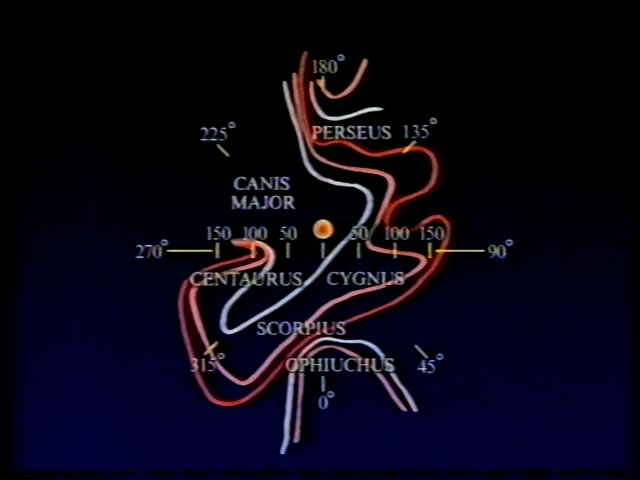 180°
PERSEUS 135°
225°
CANIS
MAJOR
150 100 50 50 100 150
270° 90°
CENTAURUS CYGNUS
SCORPIUS
315° OPHIUCHUS 45°
0°